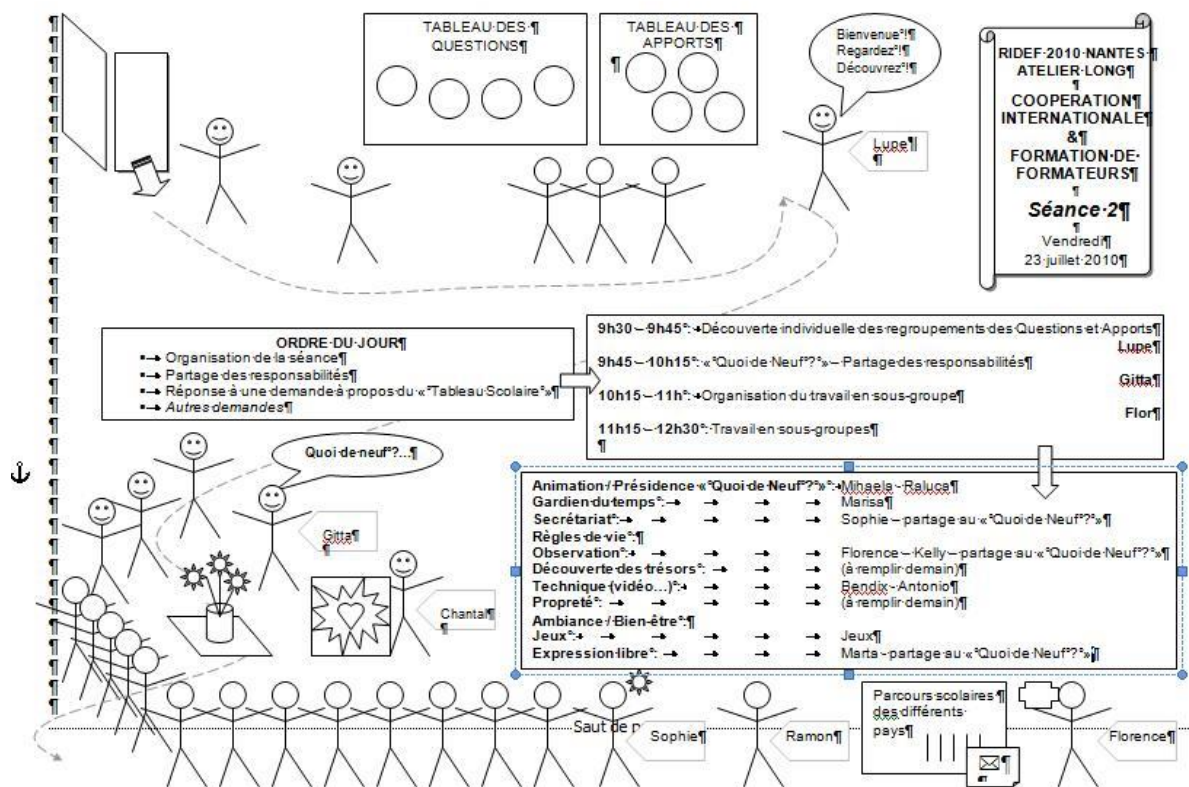 TABLEAU DES
QUESTIONS
TABLEAU DES
APPORTS
Bienvenue°!
Regardez°!
Découvrez°!
Lupe
RIDEF 2010 NANTES
ATELIER LONG
COOPERATION
INTERNATIONALE
&
FORMATION DE
FORMATEURS
Séance 2
Vendredi
23 juillet 2010
ORDRE DU JOUR
Organisation de la séance
Partage des responsabilités
Réponse à une demande à propos du «°Tableau Scolaire°»
Autres demandes
9h30 – 9h45°: Découverte individuelle des regroupements des Questions et Apports
Lupe
9h45 – 10h15°: «°Quoi de Neuf°?°» – Partage des responsabilités
Gitta
10h15 – 11h°: Organisation du travail en sous-groupe
Flor
11h15 – 12h30°: Travail en sous-groupes
Quoi de neuf°?...
Gitta
Chantal
Animation / Présidence «°Quoi de Neuf°?°»°: Mihaela - Raluca
Gardien du temps°: Marisa
Secrétariat°: Sophie – partage au «°Quoi de Neuf°?°»
Règles de vie°:
Observation°: Florence – Kelly – partage au «°Quoi de Neuf°?°»
Découverte des trésors°: (à remplir demain)
Technique (vidéo...)°: Bendix - Antonio
Propreté°: (à remplir demain)
Ambiance / Bien-être°:
Jeux°: Jeux
Expression libre°: Marta - partage au «°Quoi de Neuf°?°»
Saut de
Sophie
Ramon
Parcours scolaires
des différents
pays
Florence